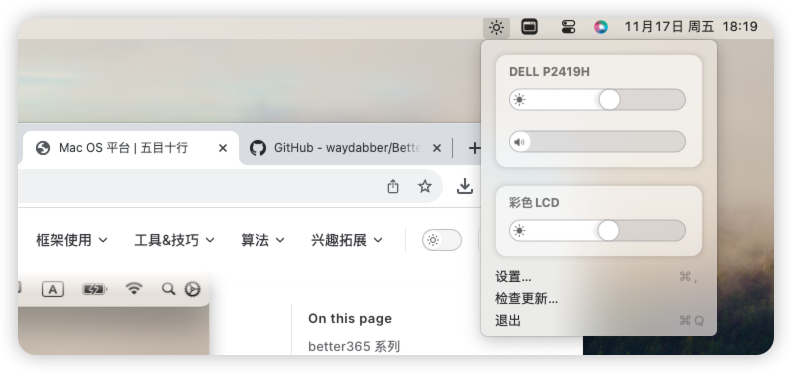 11月17日 周五 18:19
DELL P2419H
Mac OS 平台 | 五目十行
GitHub - waydabber/Bette
彩色 LCD
框架使用
工具&技巧
算法
兴趣拓展
设置... ⌘ ,
A
检查更新...
On this page
退出 ⌘ Q
better365 系列